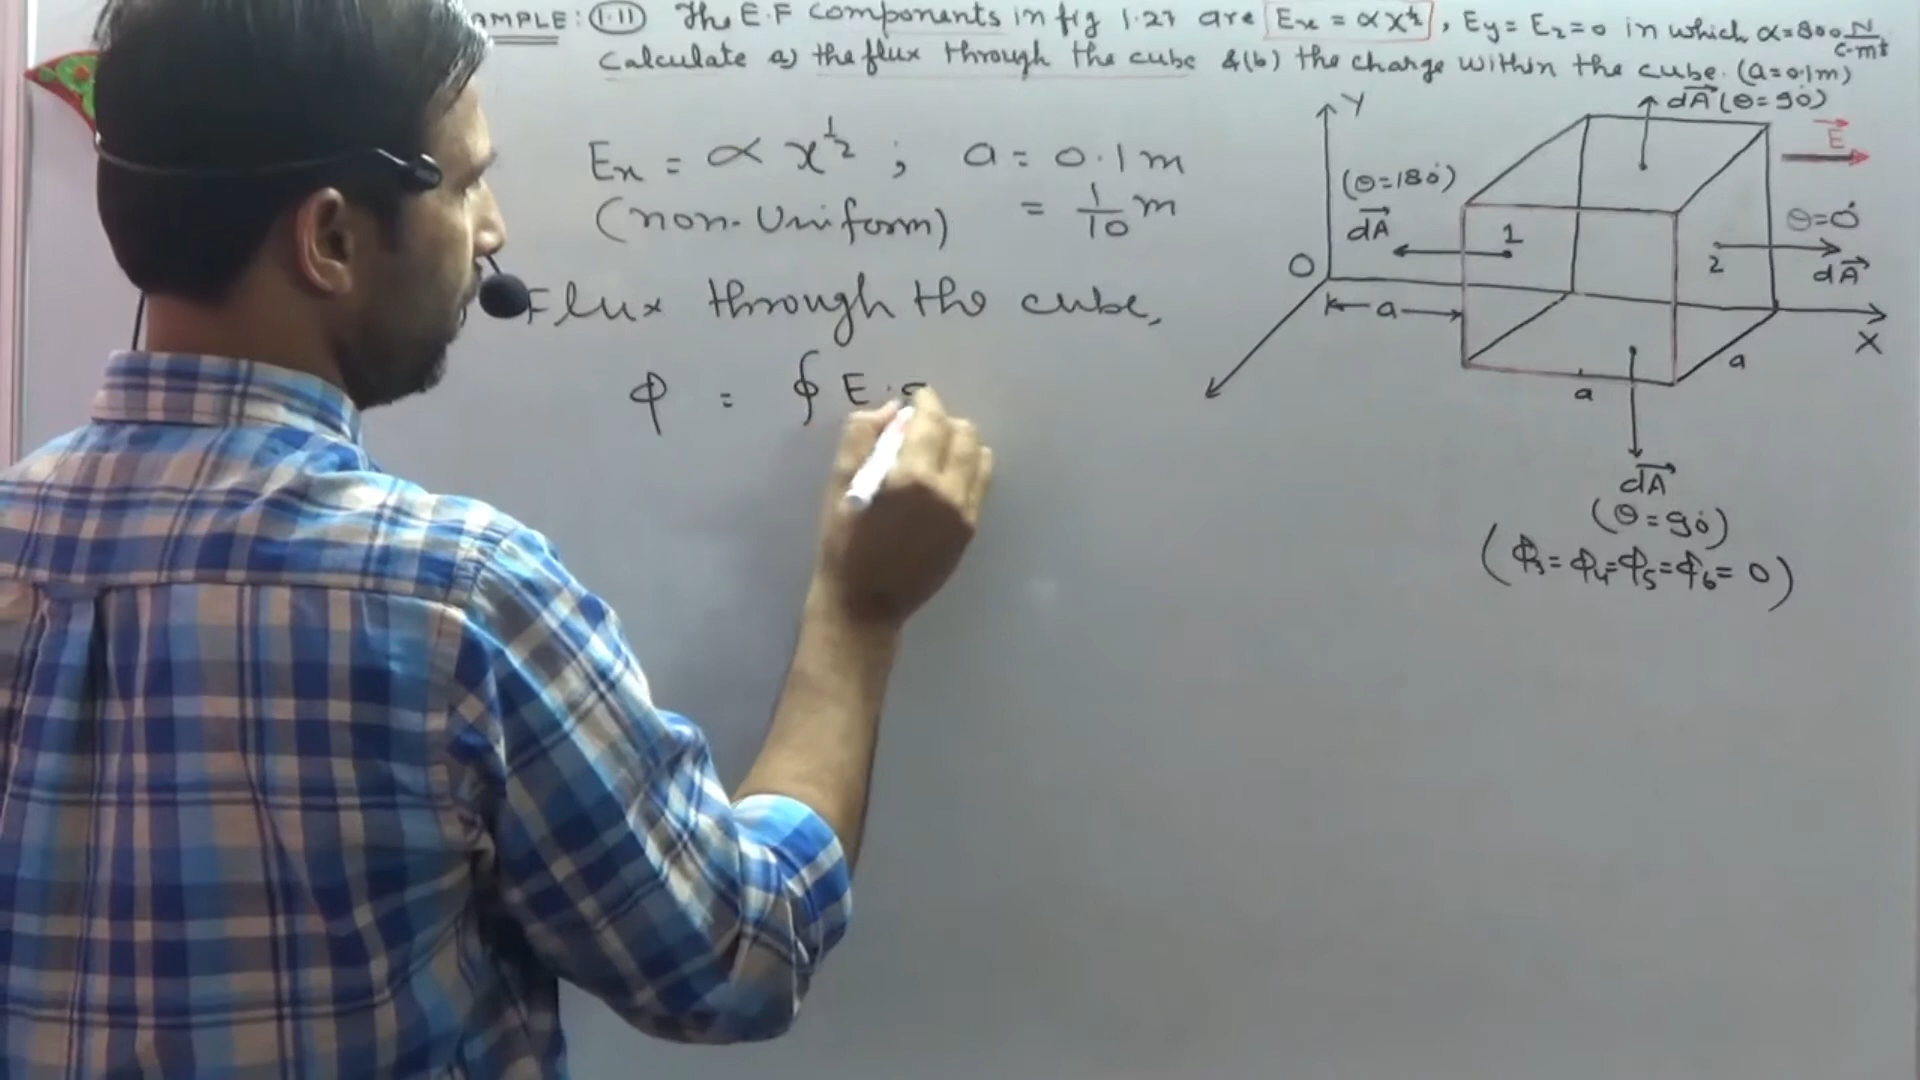 AMPLE: 1.11 The E.F components in fig 1.27 are Ex = αx½, Ey = Ez = 0 in which α = 800 N/C·m½
Calculate a) the flux through the cube &(b) the charge within the cube. (a=0.1m)
Ex = α x^½ ; a = 0.1 m
(non-Uniform) = 1/10 m
Flux through the cube,
ϕ = ∮ E.
Y
dA⃗ (θ=90°)
E⃗
(θ=180°)
dA⃗
1
θ=0°
2
dA⃗
O
a
X
a
a
dA⃗
(θ=90°)
(ϕ3=ϕ4=ϕ5=ϕ6=0)